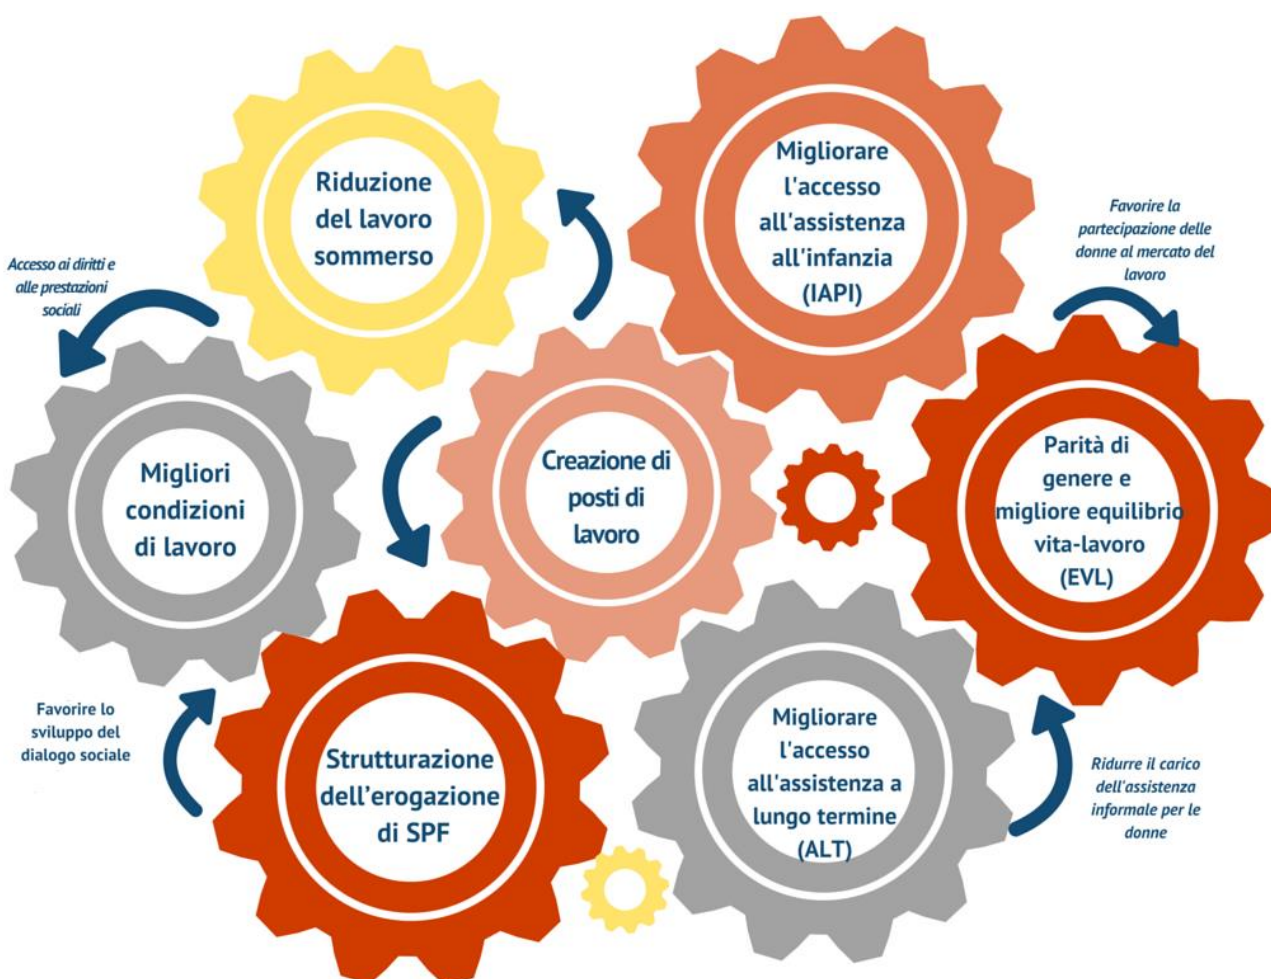 Riduzione
del lavoro
sommerso
Migliorare
l'accesso
all'assistenza
all'infanzia
(IAPI)
Accesso ai diritti e
alle prestazioni
sociali
Favorire la
partecipazione delle
donne al mercato del
lavoro
Migliori
condizioni
di lavoro
Creazione di
posti di
lavoro
Parità di
genere e
migliore equilibrio
vita-lavoro
(EVL)
Favorire lo
sviluppo del
dialogo sociale
Strutturazione
dell’erogazione
di SPF
Migliorare
l'accesso
all'assistenza a
lungo termine
(ALT)
Ridurre il carico
dell'assistenza
informale per le
donne